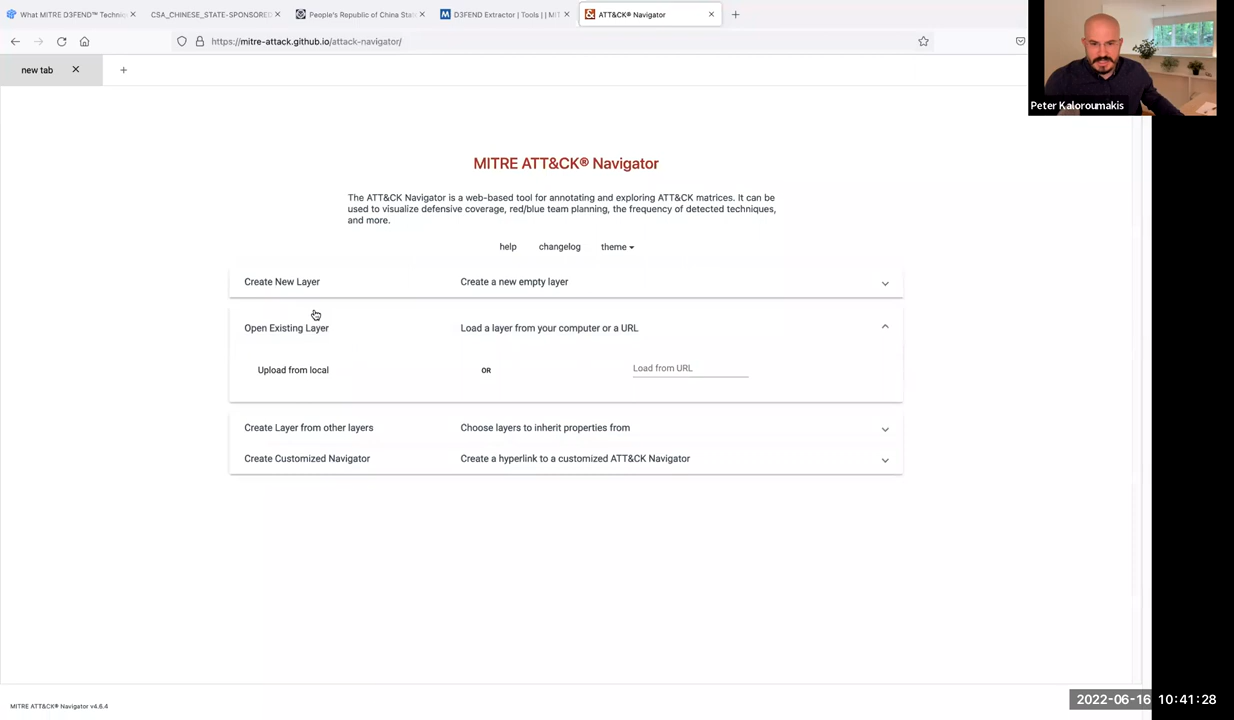 What MITRE D3FEND™ Techni
CSA_CHINESE_STATE-SPONSORED
People's Republic of China Stat
D3FEND Extractor | Tools | | MIT
ATT&CK® Navigator
https://mitre-attack.github.io/attack-navigator/
Peter Kaloroumakis
new tab
MITRE ATT&CK® Navigator
The ATT&CK Navigator is a web-based tool for annotating and exploring ATT&CK matrices. It can be
used to visualize defensive coverage, red/blue team planning, the frequency of detected techniques,
and more.
help changelog theme
Create New Layer Create a new empty layer
Open Existing Layer Load a layer from your computer or a URL
Upload from local OR Load from URL
Create Layer from other layers Choose layers to inherit properties from
Create Customized Navigator Create a hyperlink to a customized ATT&CK Navigator
2022-06-16 10:41:28
MITRE ATT&CK® Navigator v4.6.4